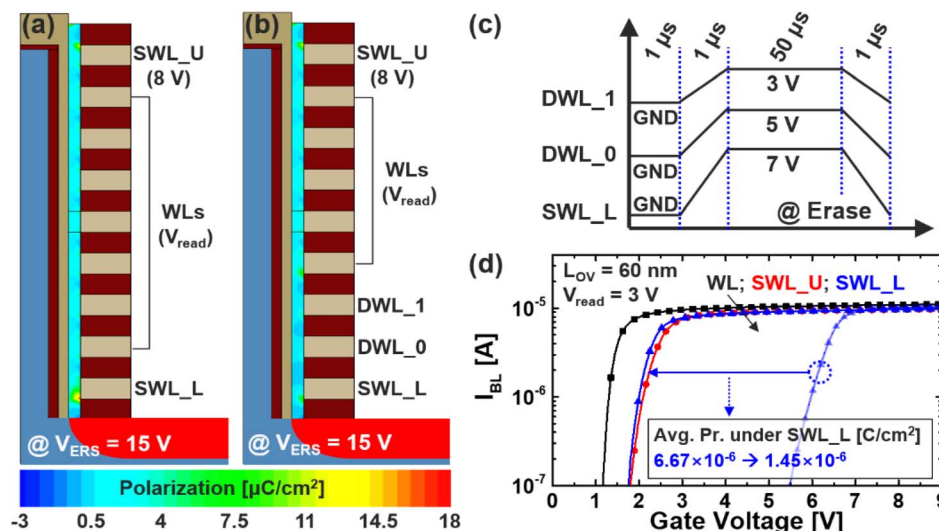 (a)
SWL_U
(8 V)
WLs
(V_read)
SWL_L
@ V_ERS = 15 V
(b)
SWL_U
(8 V)
WLs
(V_read)
DWL_1
DWL_0
SWL_L
@ V_ERS = 15 V
Polarization [µC/cm²]
-3 0.5 4 7.5 11 14.5 18
(c)
1 µs 1 µs 50 µs 1 µs
DWL_1
GND
3 V
DWL_0
GND
5 V
SWL_L
GND
7 V
@ Erase
(d)
L_OV = 60 nm
V_read = 3 V
WL; SWL_U; SWL_L
I_BL [A]
10⁻⁵
10⁻⁶
10⁻⁷
Avg. Pr. under SWL_L [C/cm²]
6.67×10⁻⁶ → 1.45×10⁻⁶
0 1 2 3 4 5 6 7 8 9
Gate Voltage [V]